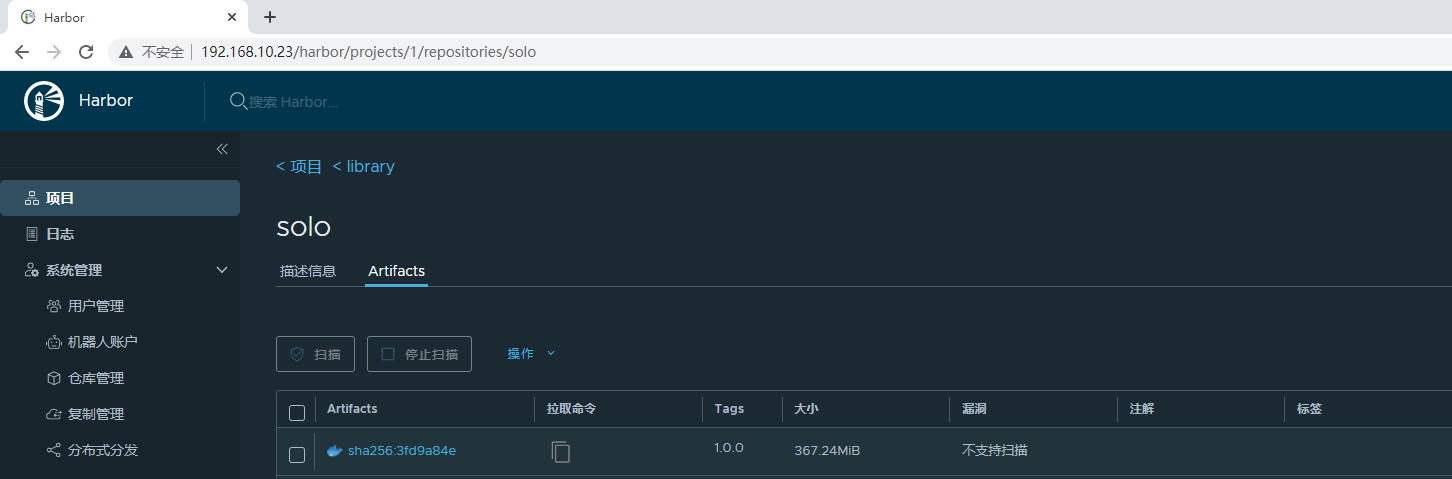 Harbor
不安全 192.168.10.23/harbor/projects/1/repositories/solo
Harbor
搜索 Harbor...
< 项目 < library
项目
solo
日志
描述信息 Artifacts
系统管理
用户管理
机器人账户
扫描 停止扫描 操作
仓库管理
Artifacts 拉取命令 Tags 大小 漏洞 注解 标签
复制管理
sha256:3fd9a84e 1.0.0 367.24MiB 不支持扫描
分布式分发